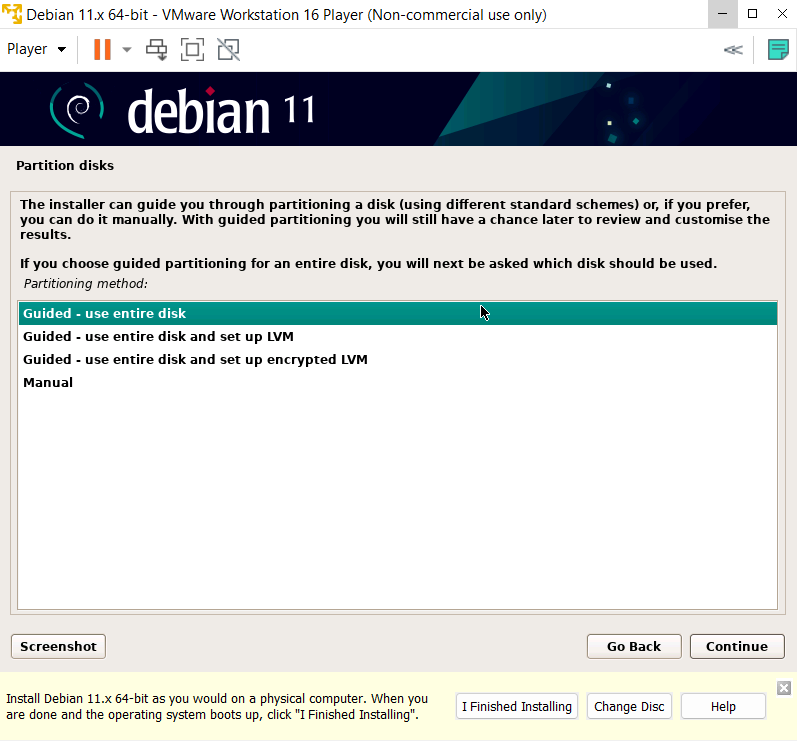 Debian 11.x 64-bit - VMware Workstation 16 Player (Non-commercial use only)
Player
debian 11
Partition disks
The installer can guide you through partitioning a disk (using different standard schemes) or, if you prefer,
you can do it manually. With guided partitioning you will still have a chance later to review and customise the
results.
If you choose guided partitioning for an entire disk, you will next be asked which disk should be used.
Partitioning method:
Guided - use entire disk
Guided - use entire disk and set up LVM
Guided - use entire disk and set up encrypted LVM
Manual
Screenshot
Go Back
Continue
Install Debian 11.x 64-bit as you would on a physical computer. When you
are done and the operating system boots up, click "I Finished Installing".
I Finished Installing
Change Disc
Help